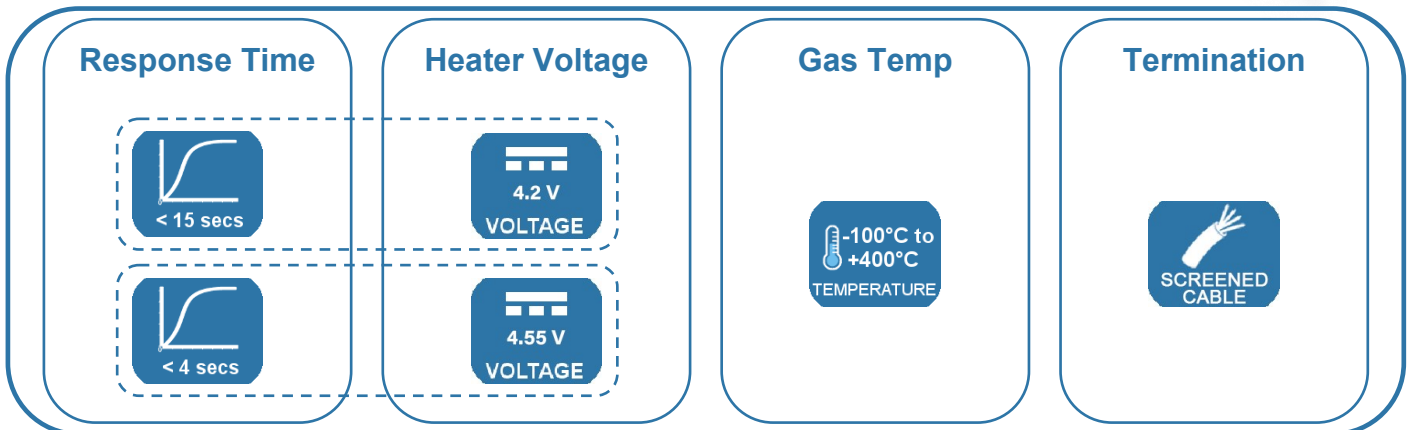 Response Time
Heater Voltage
Gas Temp
Termination
< 15 secs
4.2 V
VOLTAGE
< 4 secs
4.55 V
VOLTAGE
-100°C to
+400°C
TEMPERATURE
SCREENED
CABLE